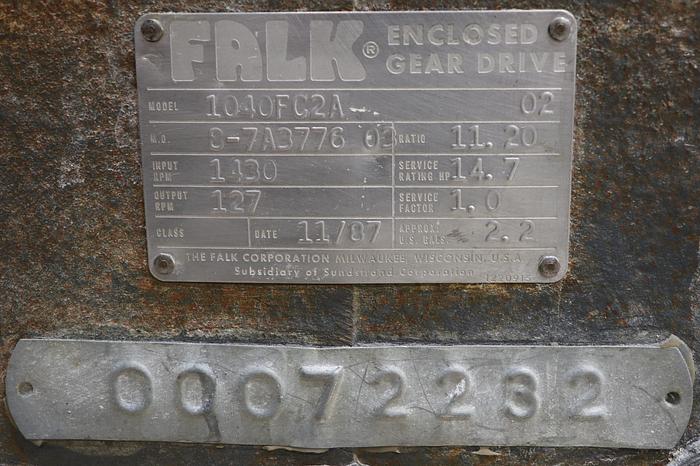 FALK® ENCLOSED
GEAR DRIVE
MODEL 1040FC2A 02
M.O. 8-7A3776 03 RATIO 11.20
INPUT RPM 1430 SERVICE RATING HP 14.7
OUTPUT RPM 127 SERVICE FACTOR 1.0
CLASS DATE 11/87 APPROX. U.S. GALS. 2.2
THE FALK CORPORATION MILWAUKEE, WISCONSIN, U.S.A.
Subsidiary of Sundstrand Corporation
00072232